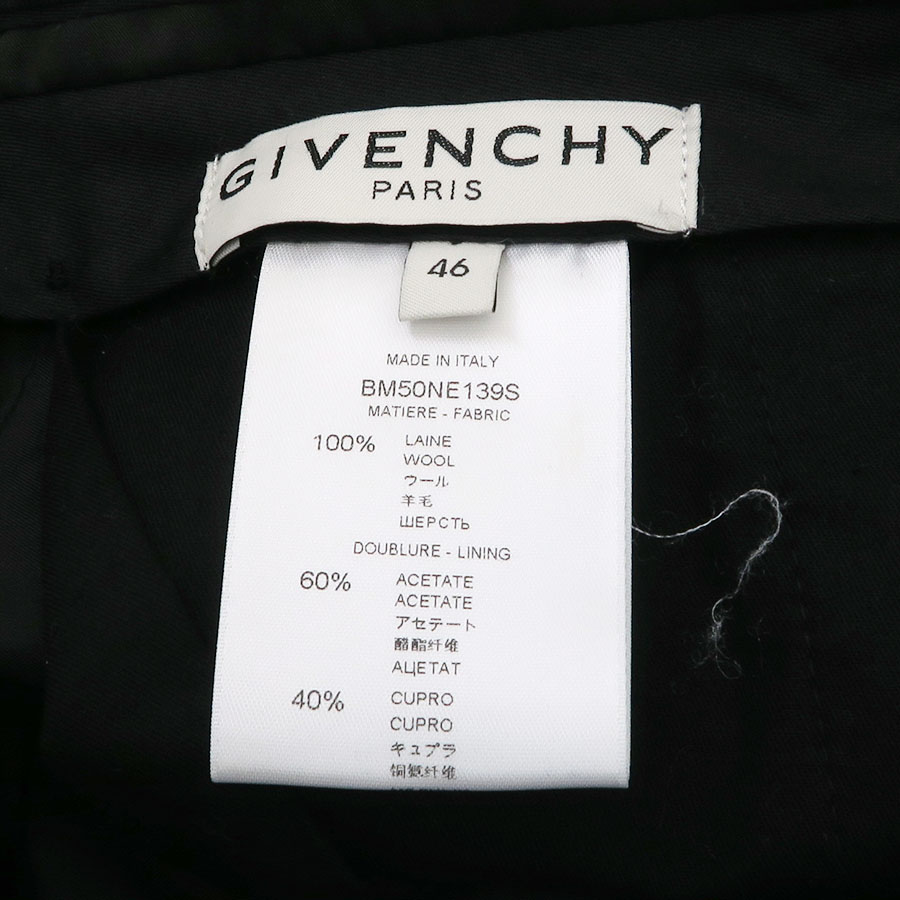 GIVENCHY
PARIS
46
MADE IN ITALY
BM50NE139S
MATIERE - FABRIC
100% LAINE
WOOL
ウール
羊毛
ШЕРСТЬ
DOUBLURE - LINING
60% ACETATE
ACETATE
アセテート
醋酯纤维
АЦЕТАТ
40% CUPRO
CUPRO
キュプラ
铜氨纤维